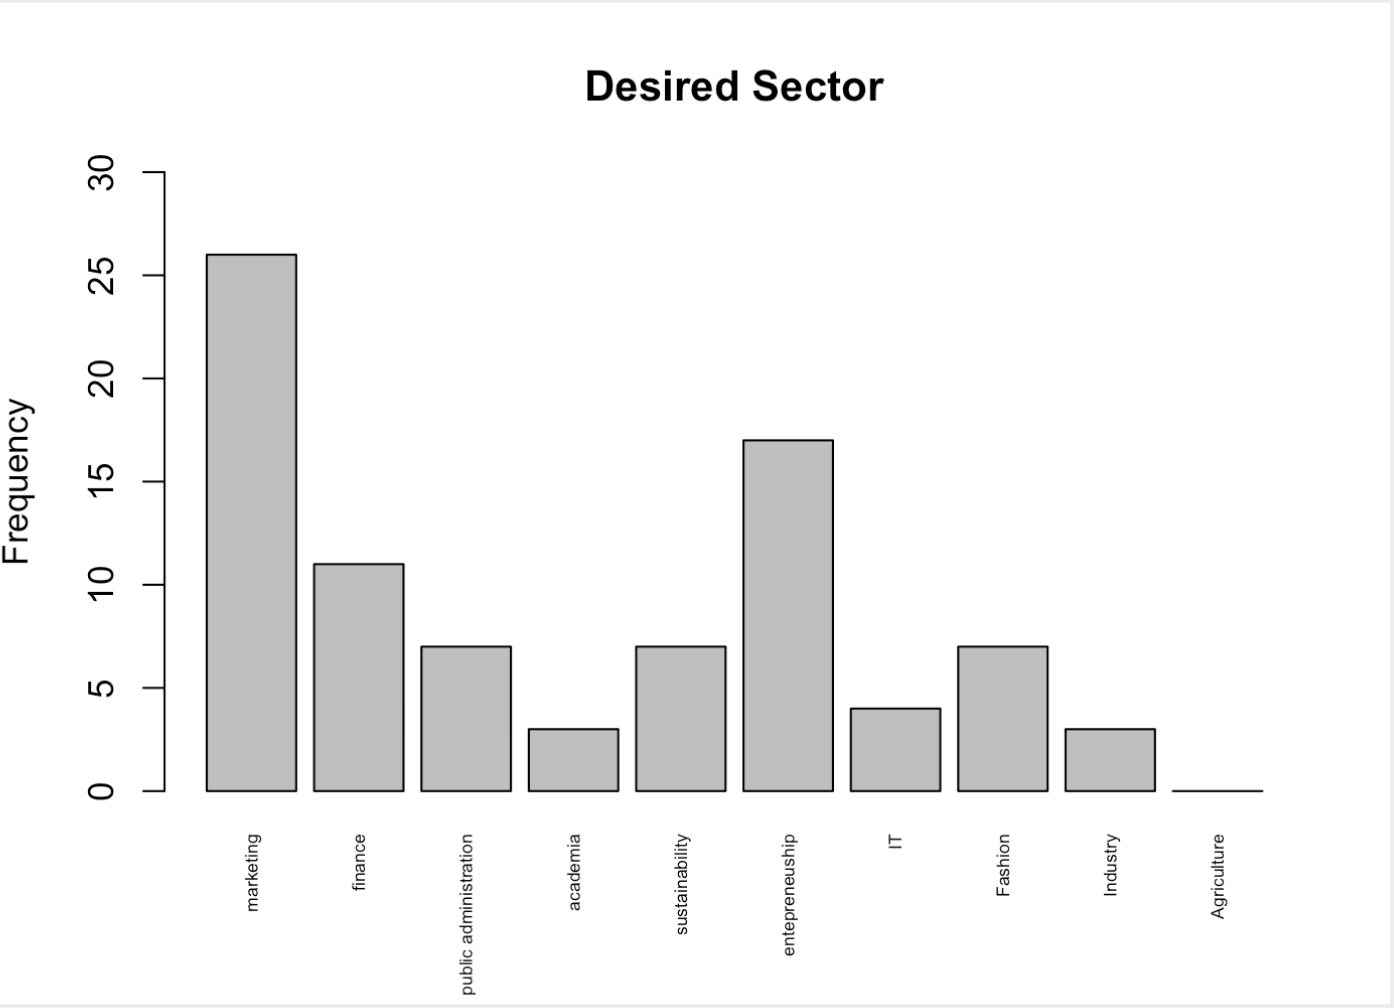 Desired Sector
Frequency
30
25
20
15
10
5
0
marketing
finance
public administration
academia
sustainability
entepreneuship
IT
Fashion
Industry
Agriculture